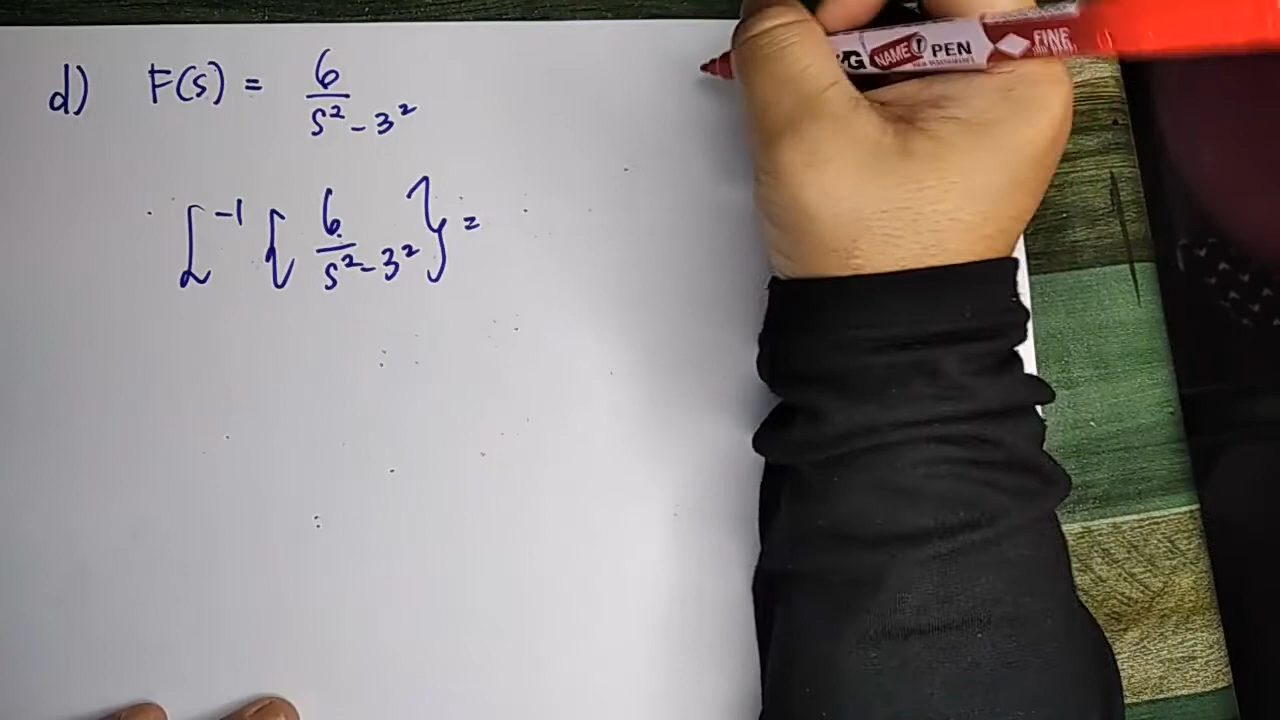 d) F(s) = 6 / s² - 3²
L⁻¹ { 6 / s² - 3² } =
G NAME PEN
FINE